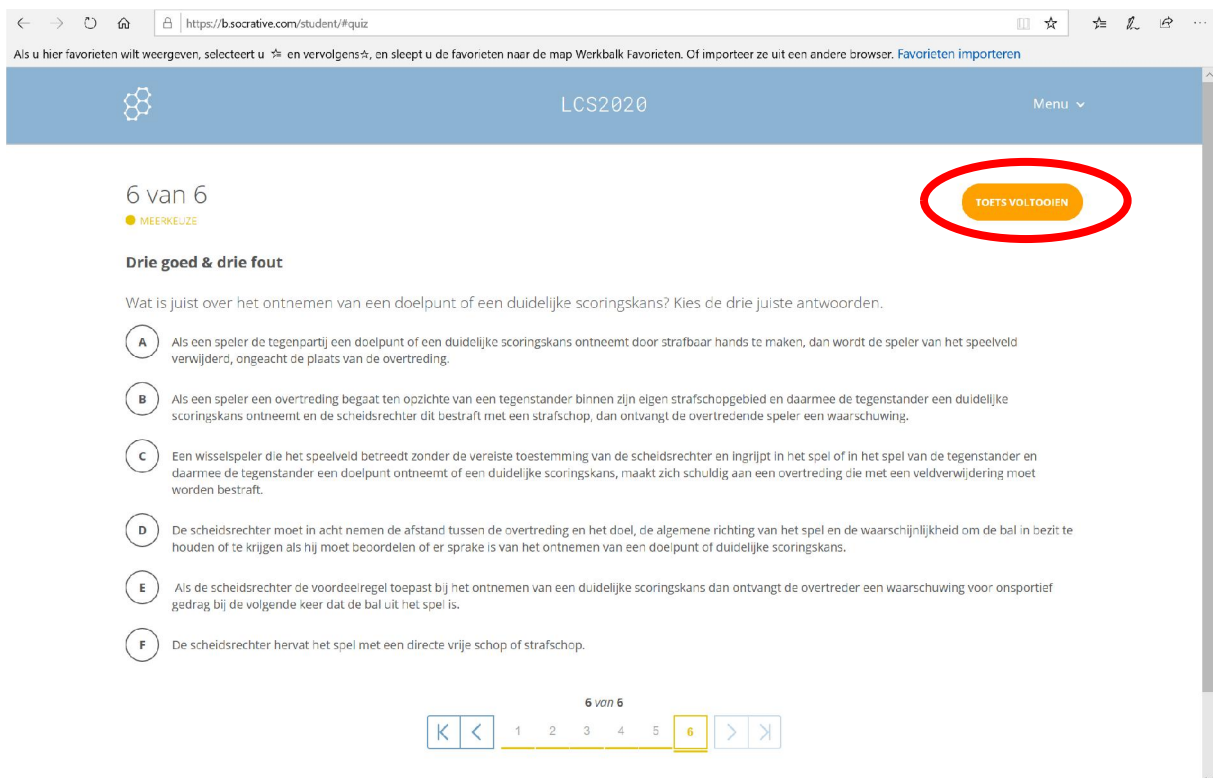 https://b.socrative.com/student/#quiz
Als u hier favorieten wilt weergeven, selecteert u ☆ en vervolgens☆, en sleept u de favorieten naar de map Werkbalk Favorieten. Of importeer ze uit een andere browser. Favorieten importeren
LCS2020
Menu
6 van 6
MEERKEUZE
TOETS VOLTOOIEN
Drie goed & drie fout
Wat is juist over het ontnemen van een doelpunt of een duidelijke scoringskans? Kies de drie juiste antwoorden.
A Als een speler de tegenpartij een doelpunt of een duidelijke scoringskans ontneemt door strafbaar hands te maken, dan wordt de speler van het speelveld
verwijderd, ongeacht de plaats van de overtreding.
B Als een speler een overtreding begaat ten opzichte van een tegenstander binnen zijn eigen strafschopgebied en daarmee de tegenstander een duidelijke
scoringskans ontneemt en de scheidsrechter dit bestraft met een strafschop, dan ontvangt de overtredende speler een waarschuwing.
C Een wisselspeler die het speelveld betreedt zonder de vereiste toestemming van de scheidsrechter en ingrijpt in het spel of in het spel van de tegenstander en
daarmee de tegenstander een doelpunt ontneemt of een duidelijke scoringskans, maakt zich schuldig aan een overtreding die met een veldverwijdering moet
worden bestraft.
D De scheidsrechter moet in acht nemen de afstand tussen de overtreding en het doel, de algemene richting van het spel en de waarschijnlijkheid om de bal in bezit te
houden of te krijgen als hij moet beoordelen of er sprake is van het ontnemen van een doelpunt of duidelijke scoringskans.
E Als de scheidsrechter de voordeelregel toepast bij het ontnemen van een duidelijke scoringskans dan ontvangt de overtreder een waarschuwing voor onsportief
gedrag bij de volgende keer dat de bal uit het spel is.
F De scheidsrechter hervat het spel met een directe vrije schop of strafschop.
6 van 6
1 2 3 4 5 6